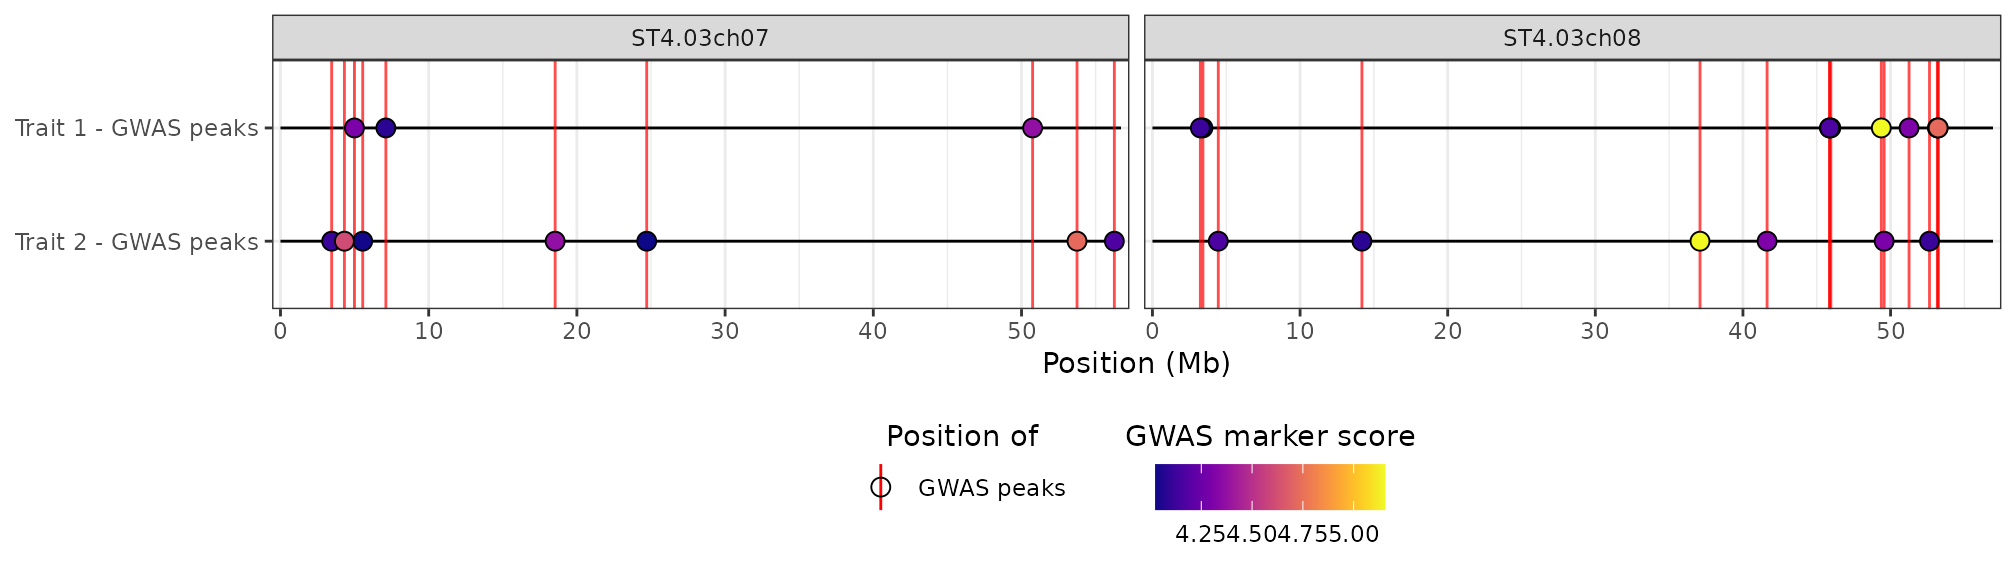 ST4.03ch07 ST4.03ch08
Trait 1 - GWAS peaks
Trait 2 - GWAS peaks
0 10 20 30 40 50 0 10 20 30 40 50
Position (Mb)
Position of GWAS marker score
GWAS peaks
4.254.504.755.00